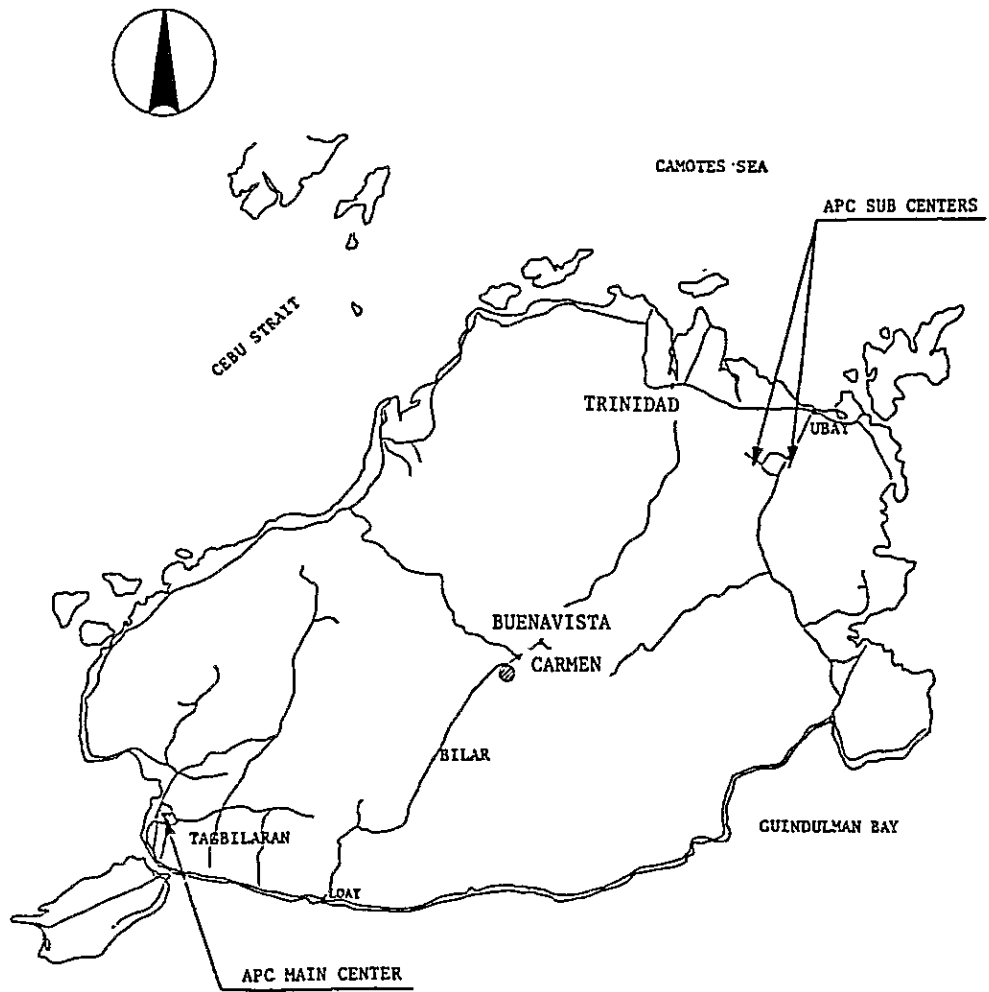 CAMOTES SEA
APC SUB CENTERS
CEBU STRAIT
TRINIDAD
UBAY
BUENAVISTA
CARMEN
BILAR
GUINDULMAN BAY
TAGBILARAN
LOAY
APC MAIN CENTER